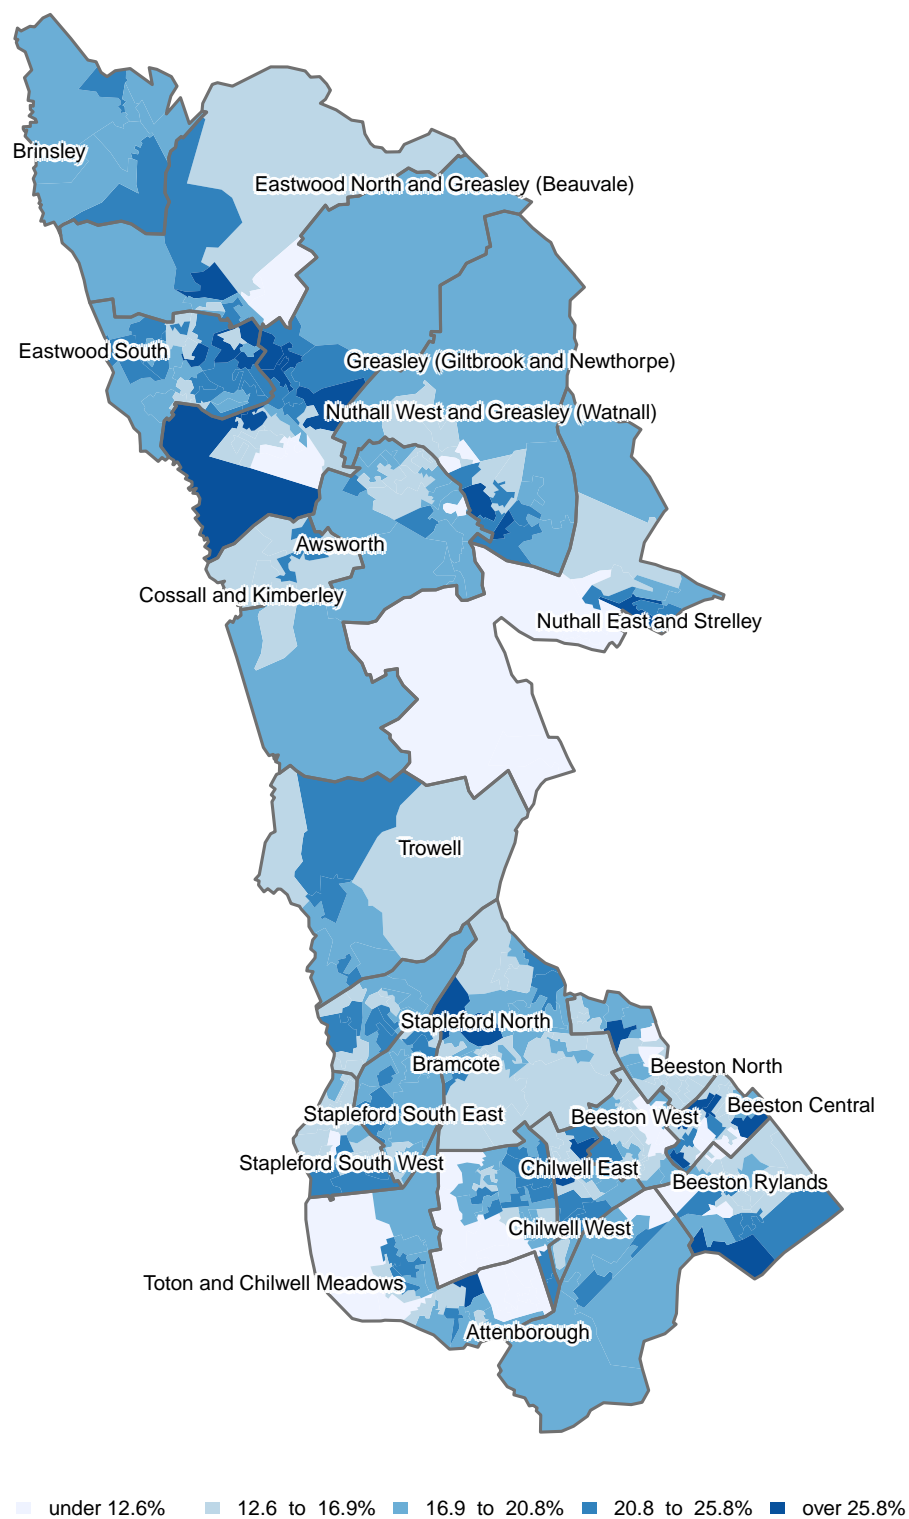 Brinsley
Eastwood North and Greasley (Beauvale)
Eastwood South
Greasley (Giltbrook and Newthorpe)
Nuthall West and Greasley (Watnall)
Awsworth
Cossall and Kimberley
Nuthall East and Strelley
Trowell
Stapleford North
Bramcote
Beeston North
Beeston Central
Stapleford South East
Beeston West
Stapleford South West
Chilwell East
Beeston Rylands
Chilwell West
Toton and Chilwell Meadows
Attenborough
under 12.6% 12.6 to 16.9% 16.9 to 20.8% 20.8 to 25.8% over 25.8%